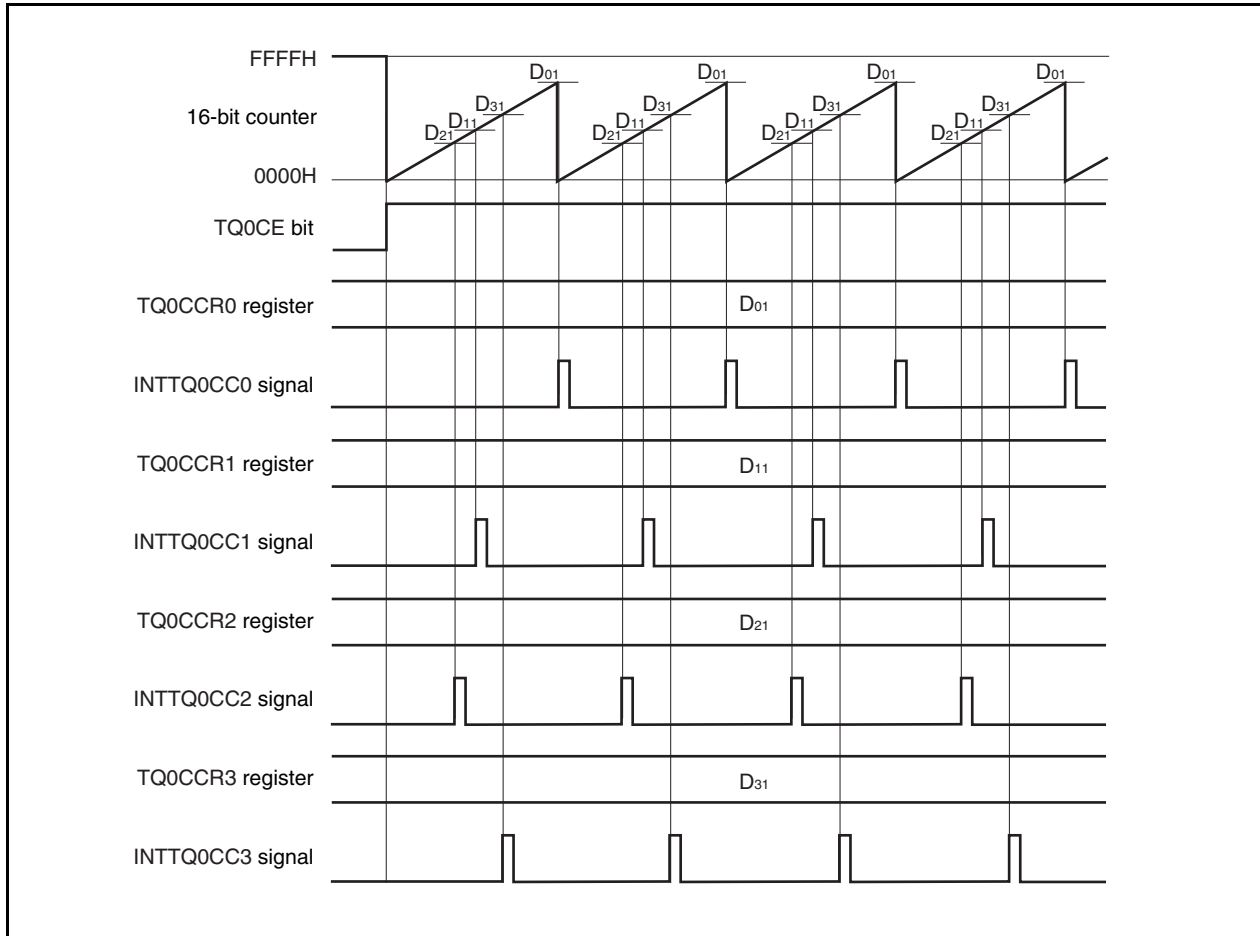 FFFFH
D01 D01 D01 D01
16-bit counter
D31 D31 D31 D31
D11 D11 D11 D11
D21 D21 D21 D21
0000H
TQ0CE bit
TQ0CCR0 register
D01
INTTQ0CC0 signal
TQ0CCR1 register
D11
INTTQ0CC1 signal
TQ0CCR2 register
D21
INTTQ0CC2 signal
TQ0CCR3 register
D31
INTTQ0CC3 signal